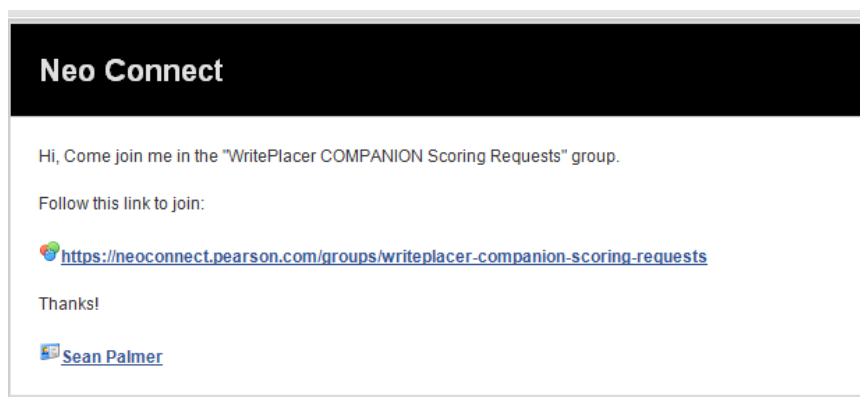 Neo Connect
Hi, Come join me in the "WritePlacer COMPANION Scoring Requests" group.
Follow this link to join:
https://neoconnect.pearson.com/groups/writeplacer-companion-scoring-requests
Thanks!
Sean Palmer